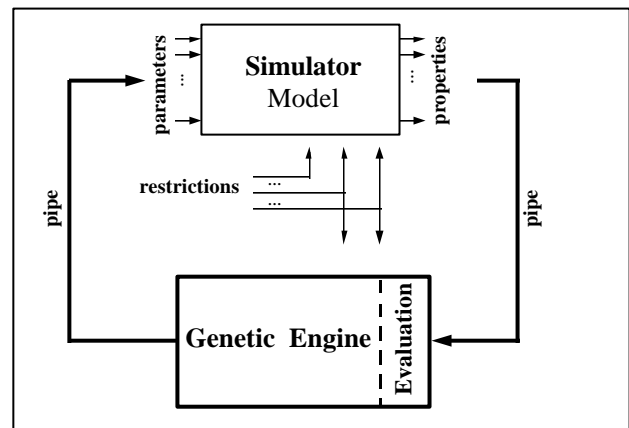 parameters
...
Simulator
Model
...
properties
restrictions
...
...
pipe
pipe
Genetic Engine
Evaluation